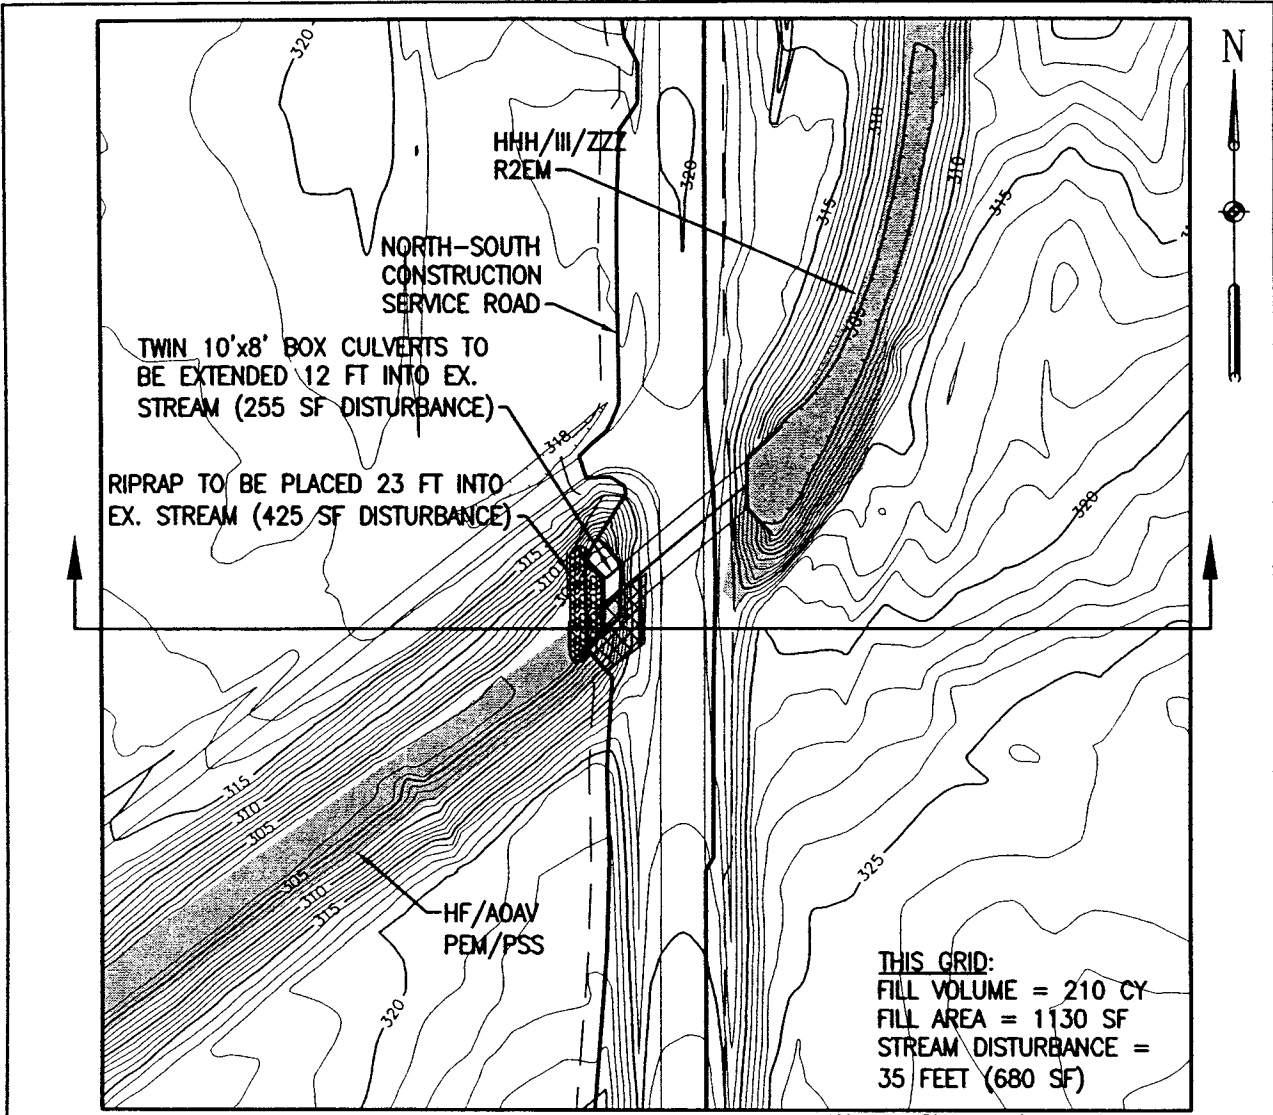 320
N
HHH/III/ZZZ
R2EM
310
310
320
315
315
NORTH-SOUTH
CONSTRUCTION
SERVICE ROAD
305
TWIN 10'x8' BOX CULVERTS TO
BE EXTENDED 12 FT INTO EX.
STREAM (255 SF DISTURBANCE)
318
RIPRAP TO BE PLACED 23 FT INTO
EX. STREAM (425 SF DISTURBANCE)
320
315
310
315
310
305
325
305
310
315
HF/AOAV
PEM/PSS
320
THIS GRID:
FILL VOLUME = 210 CY
FILL AREA = 1130 SF
STREAM DISTURBANCE =
35 FEET (680 SF)